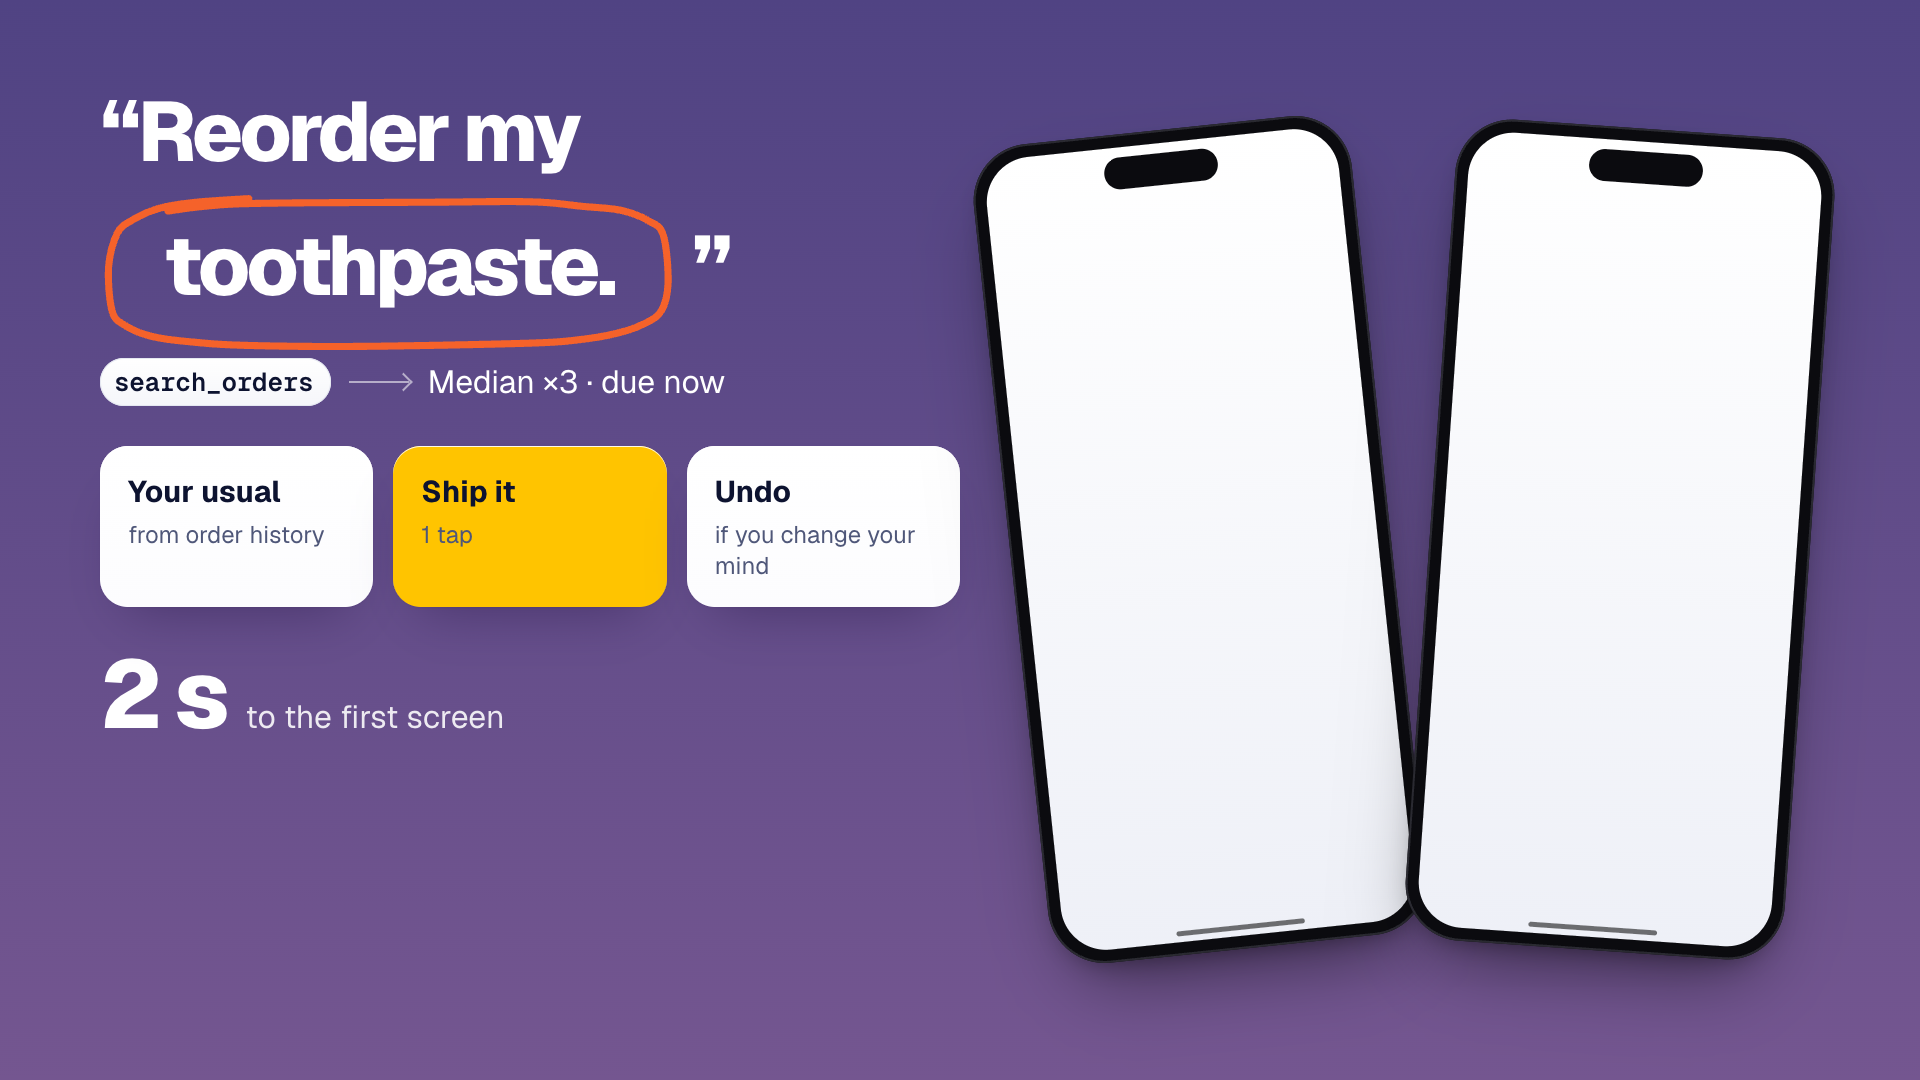 “Reorder my
toothpaste. ”
search_orders → Median ×3 · due now
Your usual
from order history
Ship it
1 tap
Undo
if you change your
mind
2 s to the first screen